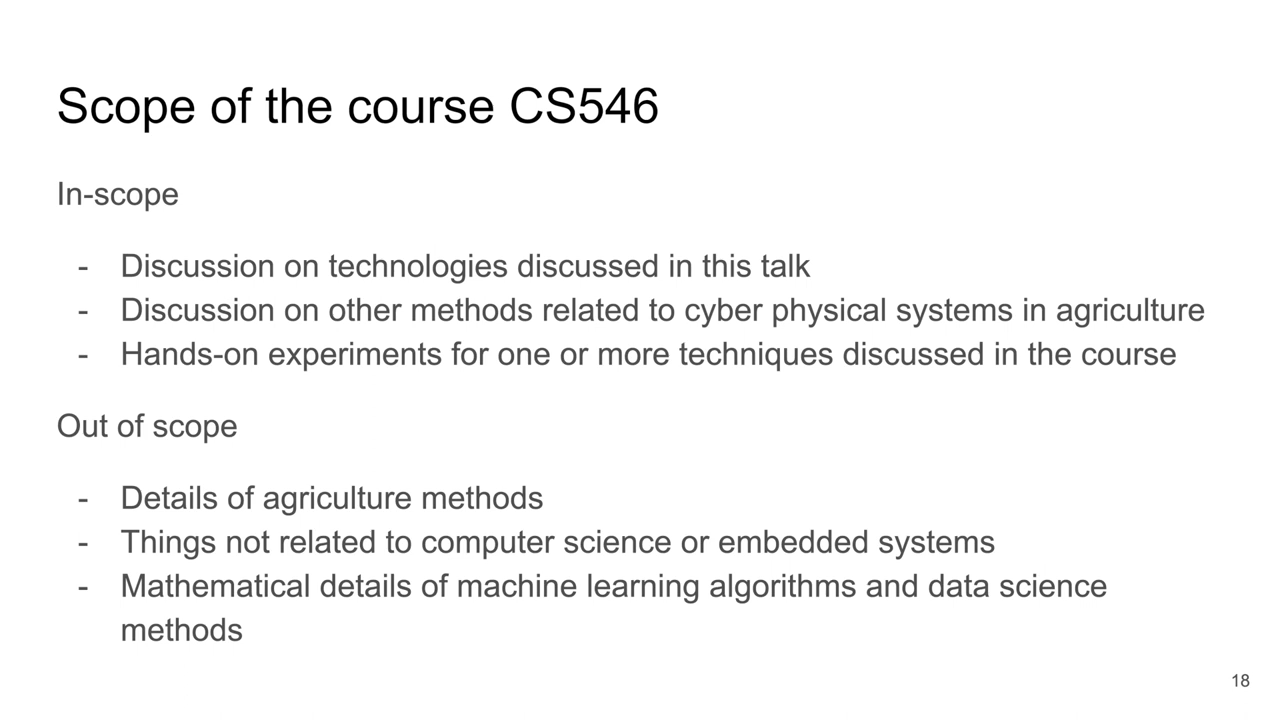 Scope of the course CS546
In-scope
- Discussion on technologies discussed in this talk
- Discussion on other methods related to cyber physical systems in agriculture
- Hands-on experiments for one or more techniques discussed in the course
Out of scope
- Details of agriculture methods
- Things not related to computer science or embedded systems
- Mathematical details of machine learning algorithms and data science
methods
18